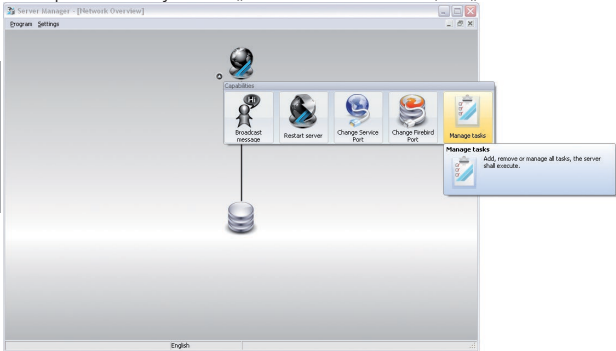 Server Manager - [Network Overview]
Program Settings
Capabilities
Hi
Broadcast message
Restart server
Change Service Port
Change Firebird Port
Manage tasks
Manage tasks
Add, remove or manage all tasks, the server
shall execute.
English